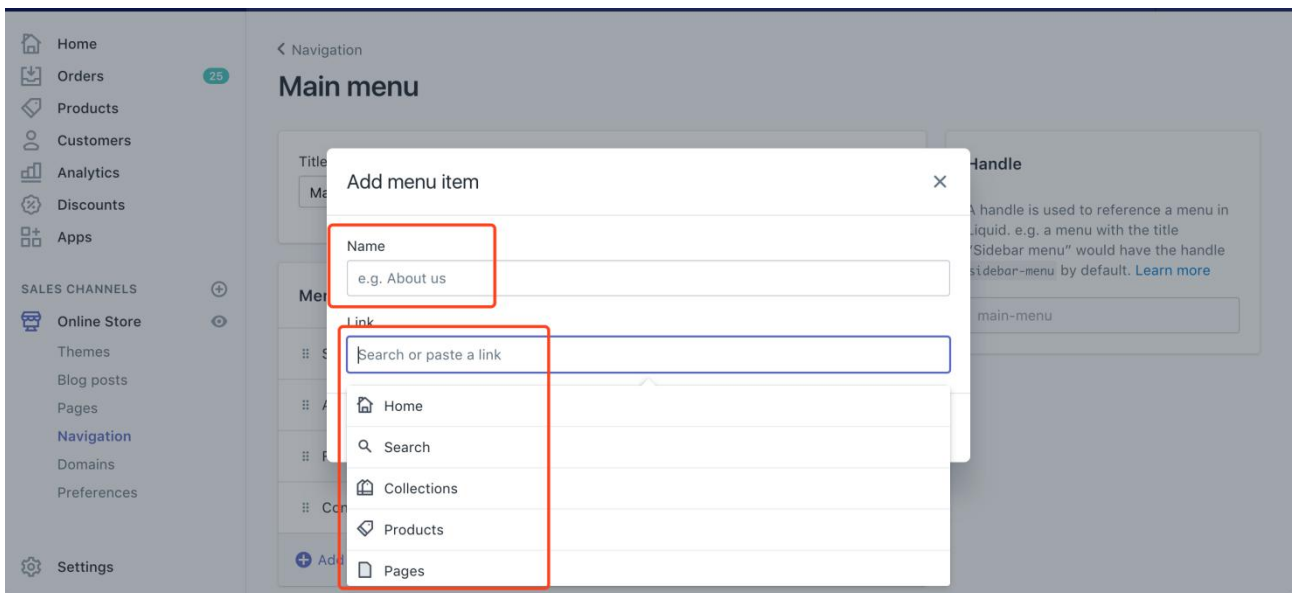 Home
Orders 25
Products
Customers
Analytics
Discounts
Apps
SALES CHANNELS
Online Store
Themes
Blog posts
Pages
Navigation
Domains
Preferences
Settings
Navigation
Main menu
Title
Add menu item
Name
e.g. About us
Link
Search or paste a link
Home
Search
Collections
Products
Pages
Add
Handle
A handle is used to reference a menu in
Liquid. e.g. a menu with the title
"Sidebar menu" would have the handle
sidebar-menu by default. Learn more
main-menu